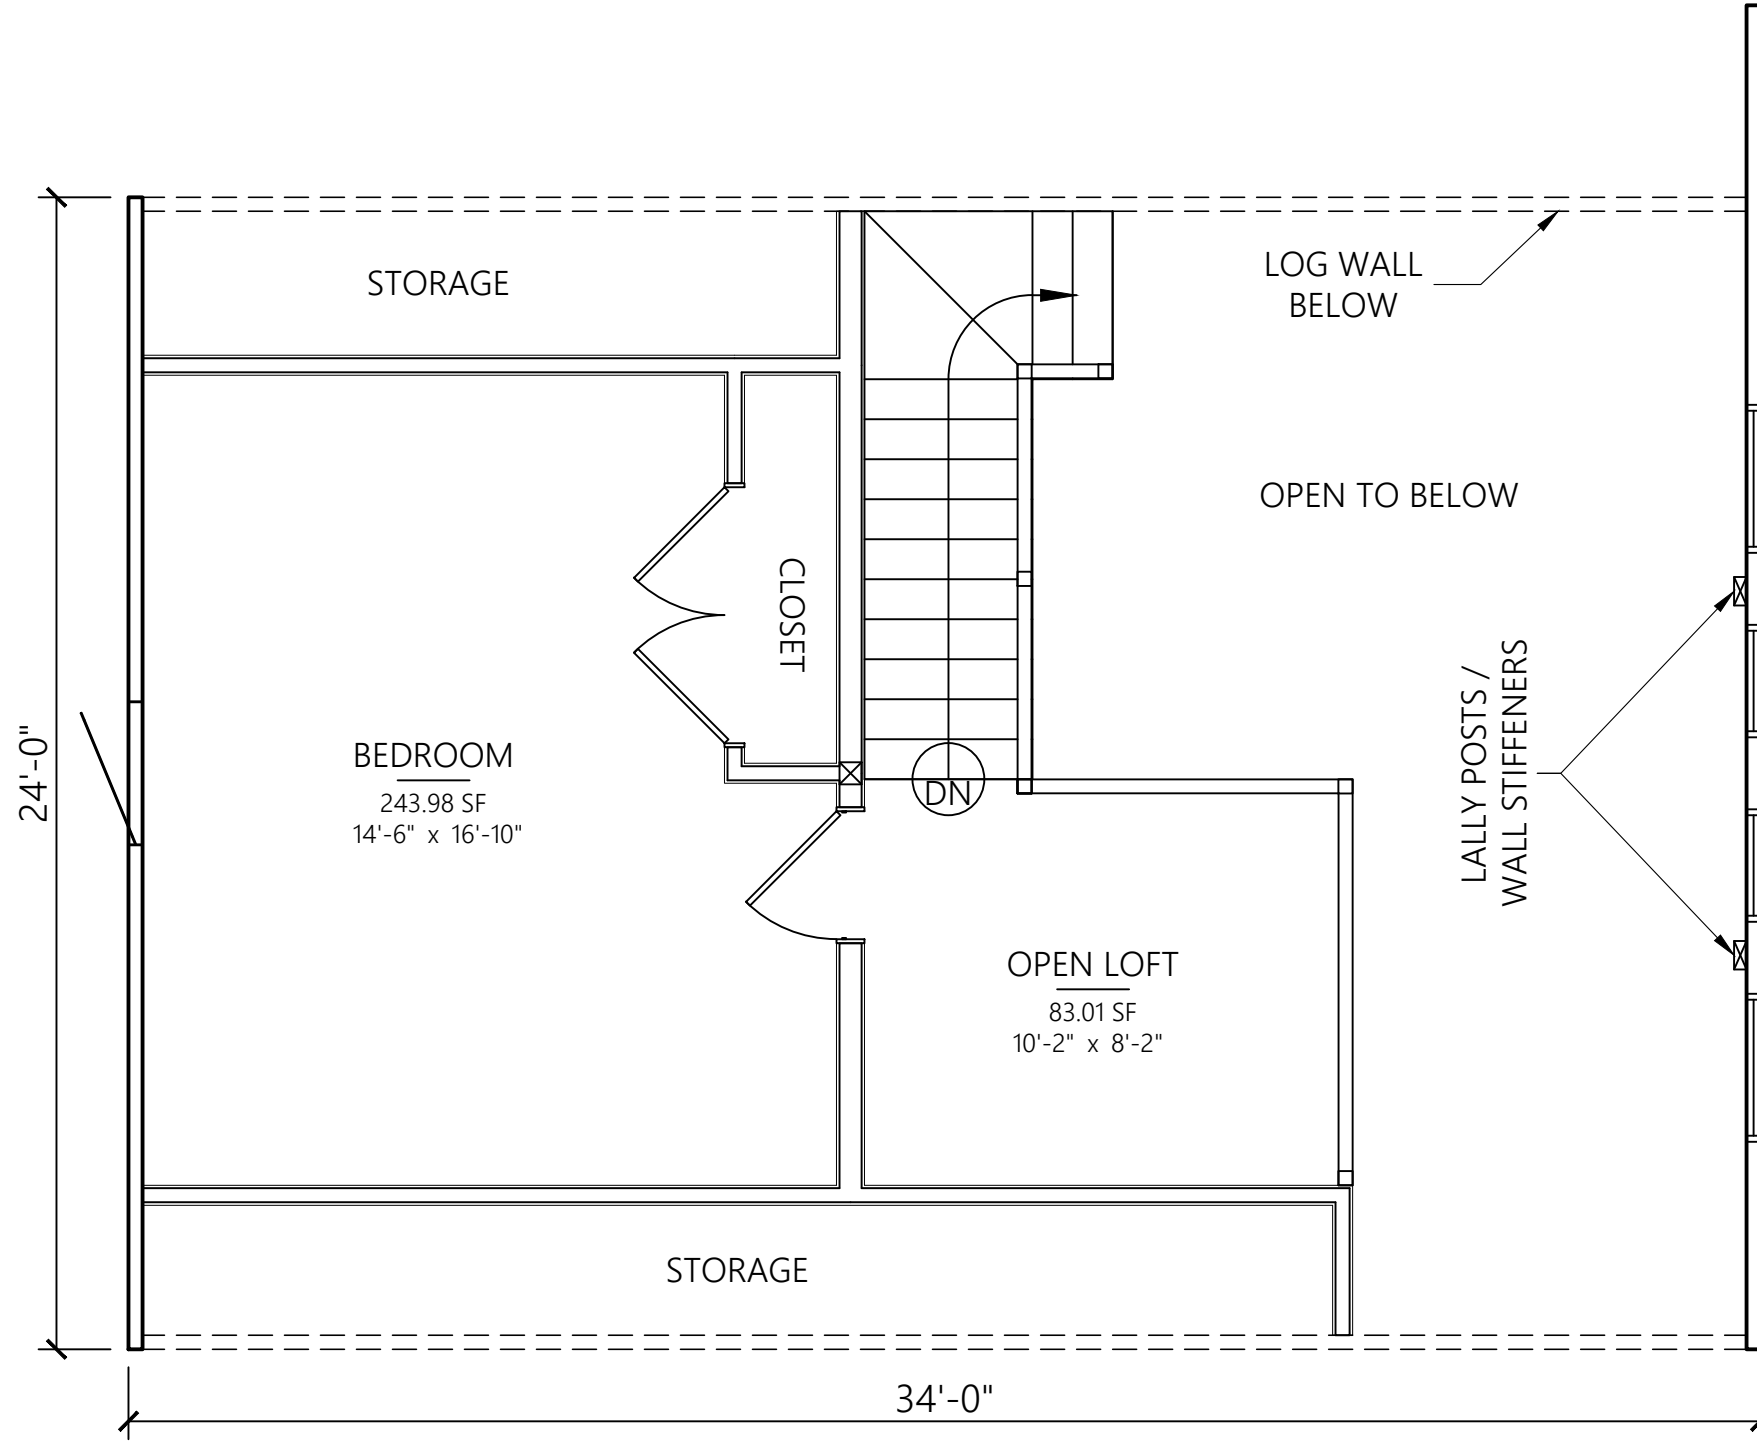 STORAGE
LOG WALL
BELOW
OPEN TO BELOW
CLOSET
LALLY POSTS /
WALL STIFFENERS
24'-0"
BEDROOM
243.98 SF
14'-6" x 16'-10"
DN
OPEN LOFT
83.01 SF
10'-2" x 8'-2"
STORAGE
34'-0"